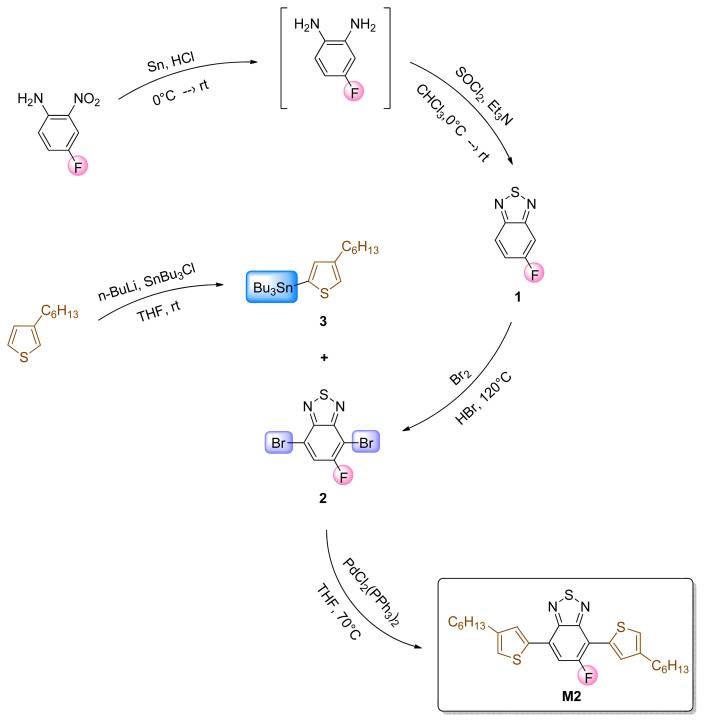 H₂N NH₂
F
Sn, HCl
0°C --> rt
H₂N NO₂
F
SOCl₂, Et₃N
CHCl₃, 0°C --> rt
S
N N
F
1
n-BuLi, SnBu₃Cl
THF, rt
C₆H₁₃
S
C₆H₁₃
Bu₃Sn S
3
+
Br₂
HBr, 120°C
S
N N
Br Br
F
2
PdCl₂(PPh₃)₂
THF, 70°C
S
N N
C₆H₁₃ S
S F C₆H₁₃
M2